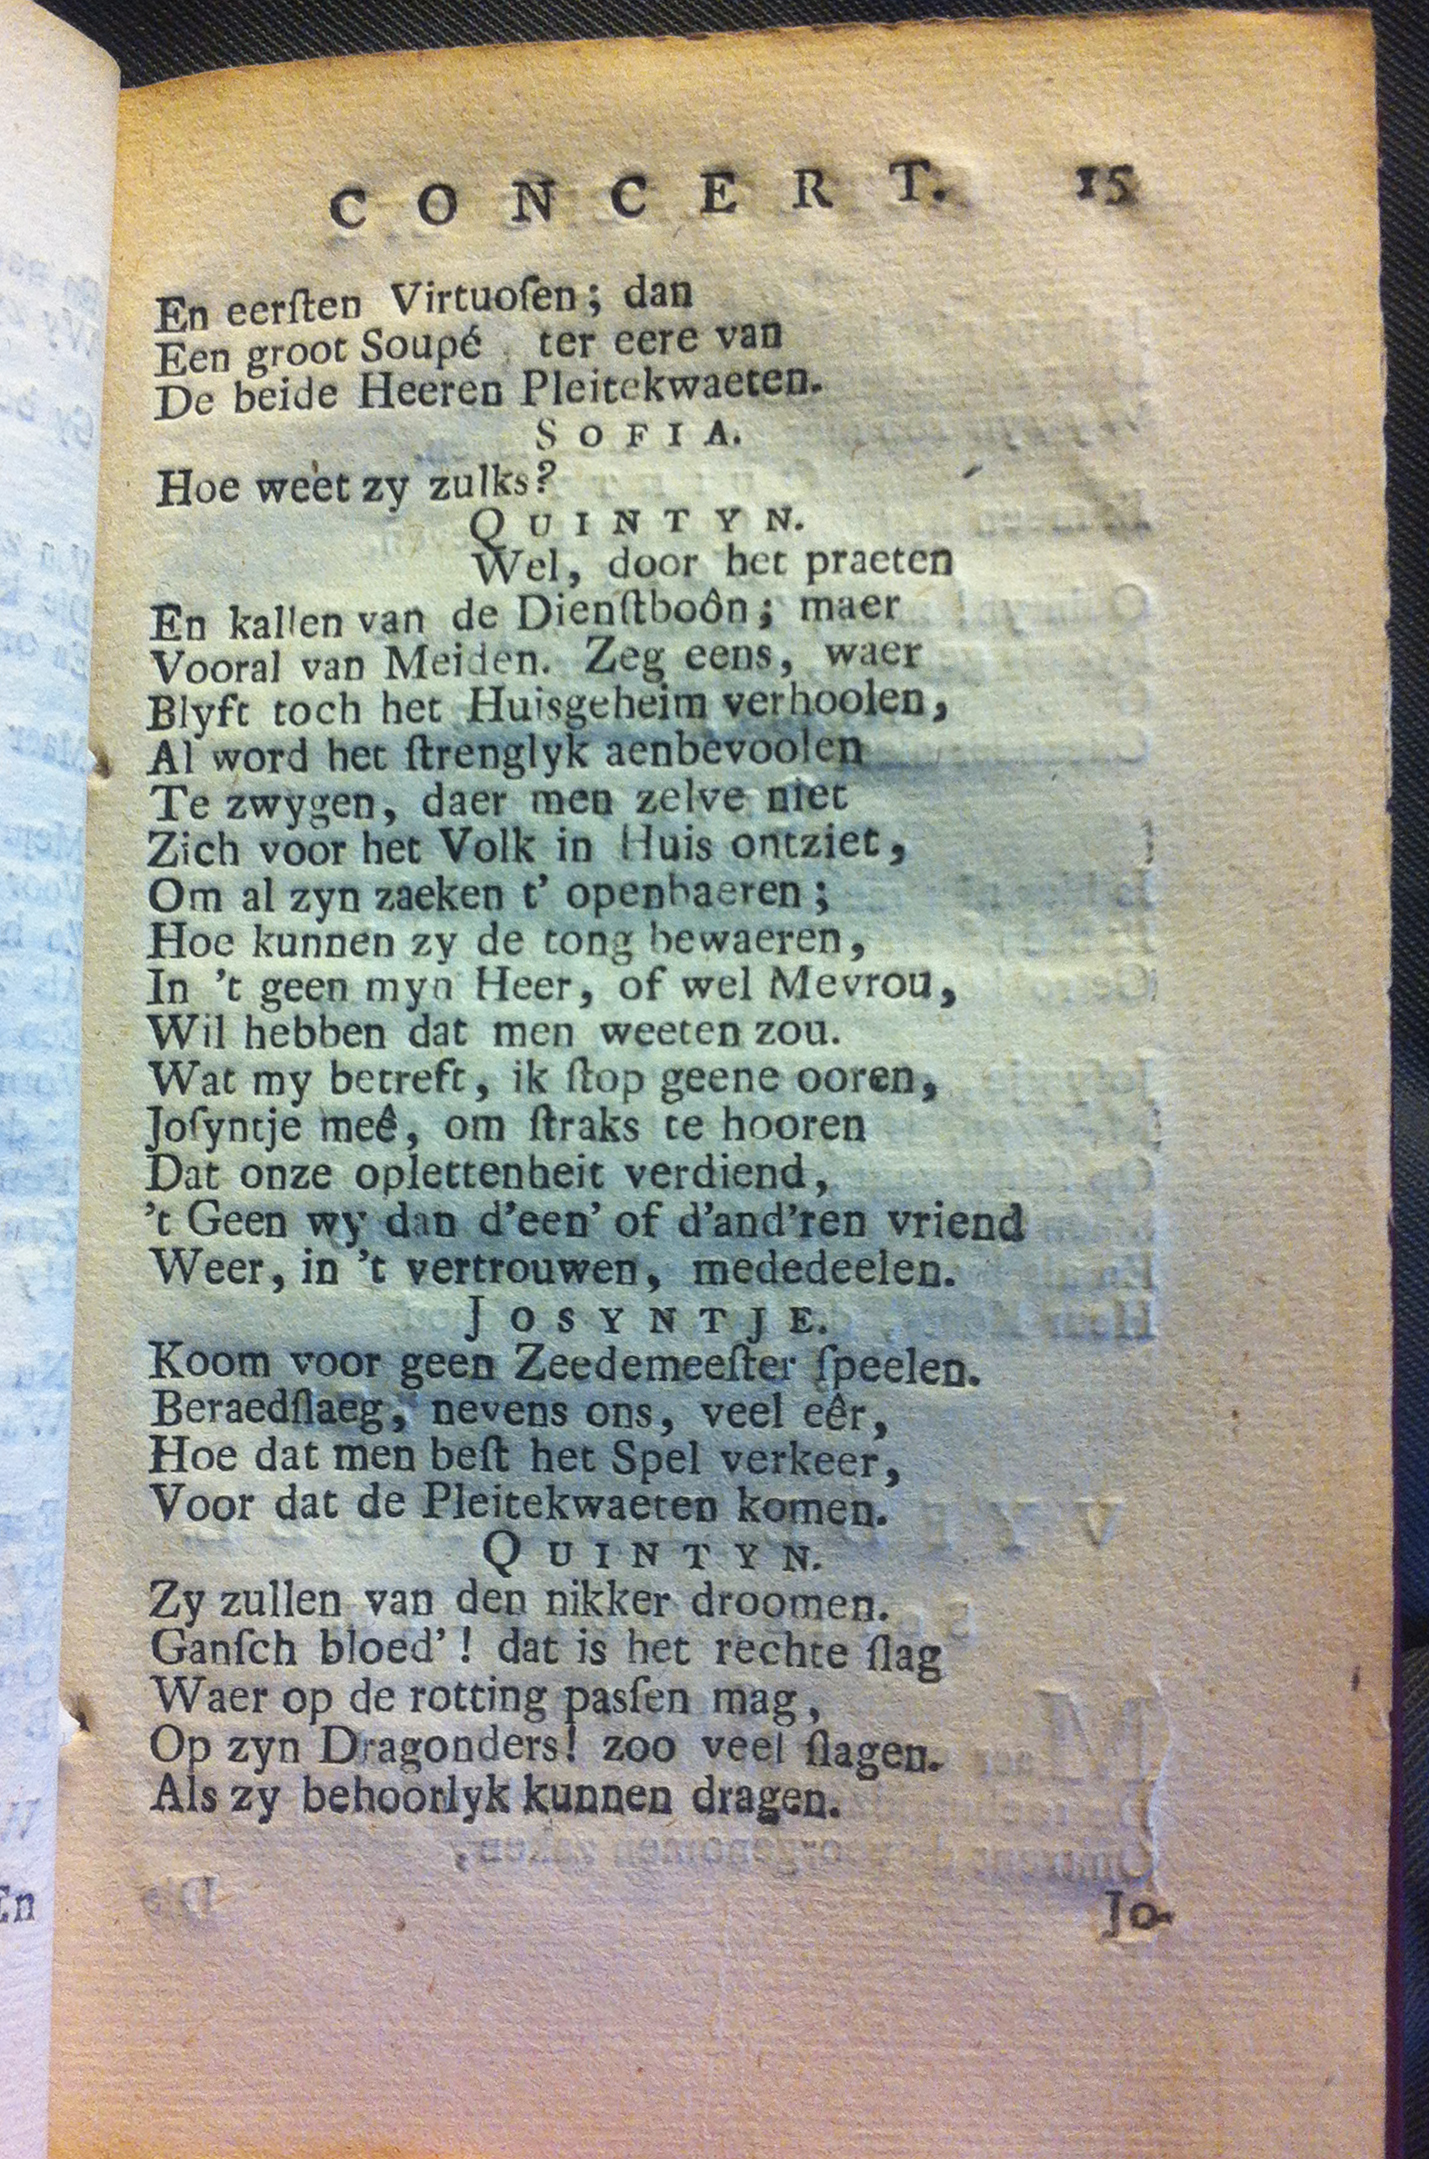 CONCERT. 15
En eerſten Virtuoſen; dan
Een groot Soupé, ter eere van
De beide Heeren Pleitekwaeten.
SOFIA.
Hoe weet zy zulks?
QUINTYN.
Wel, door het praeten
En kallen van de Dienſtboôn; maer
Vooral van Meiden. Zeg eens, waer
Blyft toch het Huisgeheim verhoolen,
Al word het ſtrenglyk aenbevoolen
Te zwygen, daer men zelve niet
Zich voor het Volk in Huis ontziet,
Om al zyn zaeken t' openbaeren;
Hoe kunnen zy de tong bewaeren,
In 't geen myn Heer, of wel Mevrou,
Wil hebben dat men weeten zou.
Wat my betreft, ik ſtop geene ooren,
Joſyntje meê, om ſtraks te hooren
Dat onze oplettenheit verdiend,
't Geen wy dan d'een' of d'and'ren vriend
Weer, in 't vertrouwen, mededeelen.
JOSYNTJE.
Koom voor geen Zeedemeeſter ſpeelen.
Beraedſlaeg, nevens ons, veel eêr,
Hoe dat men beſt het Spel verkeer,
Voor dat de Pleitekwaeten komen.
QUINTYN.
Zy zullen van den nikker droomen.
Ganſch bloed'! dat is het rechte ſlag
Waer op de rotting pasſen mag,
Op zyn Dragonders! zoo veel ſlagen.
Als zy behoorlyk kunnen dragen.
Jo-
En